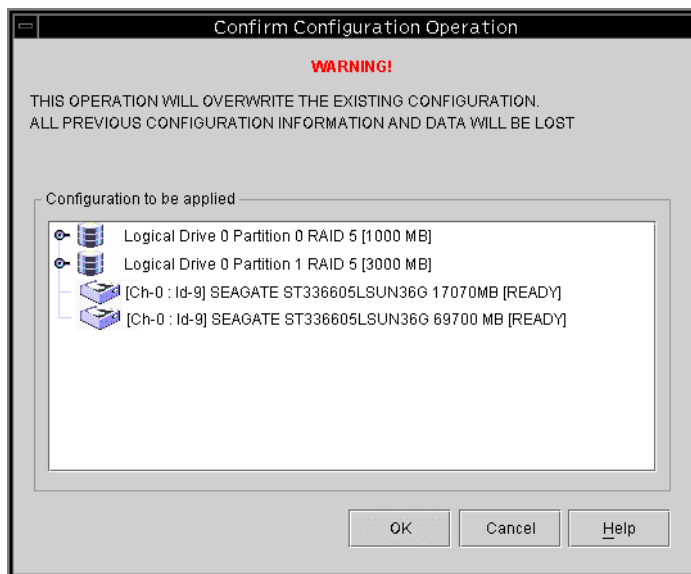 Confirm Configuration Operation
WARNING!
THIS OPERATION WILL OVERWRITE THE EXISTING CONFIGURATION.
ALL PREVIOUS CONFIGURATION INFORMATION AND DATA WILL BE LOST
Configuration to be applied
Logical Drive 0 Partition 0 RAID 5 [1000 MB]
Logical Drive 0 Partition 1 RAID 5 [3000 MB]
[Ch-0 : Id-9] SEAGATE ST336605LSUN36G 17070MB [READY]
[Ch-0 : Id-9] SEAGATE ST336605LSUN36G 69700 MB [READY]
OK
Cancel
Help